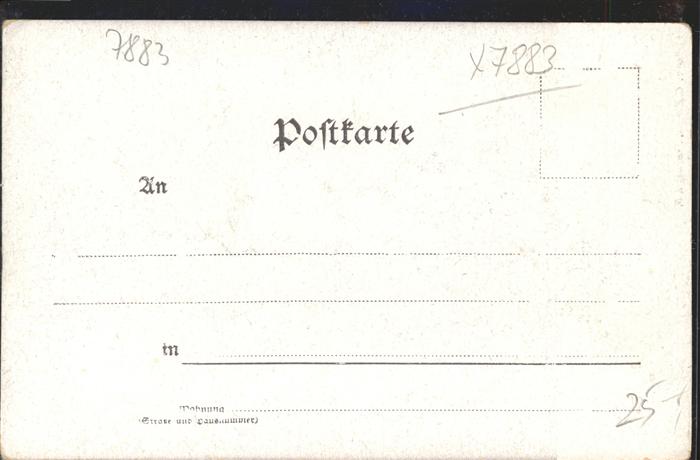 7883
X7883
Postkarte
An
in
Wohnung
(Straße und Hausnummer)
25